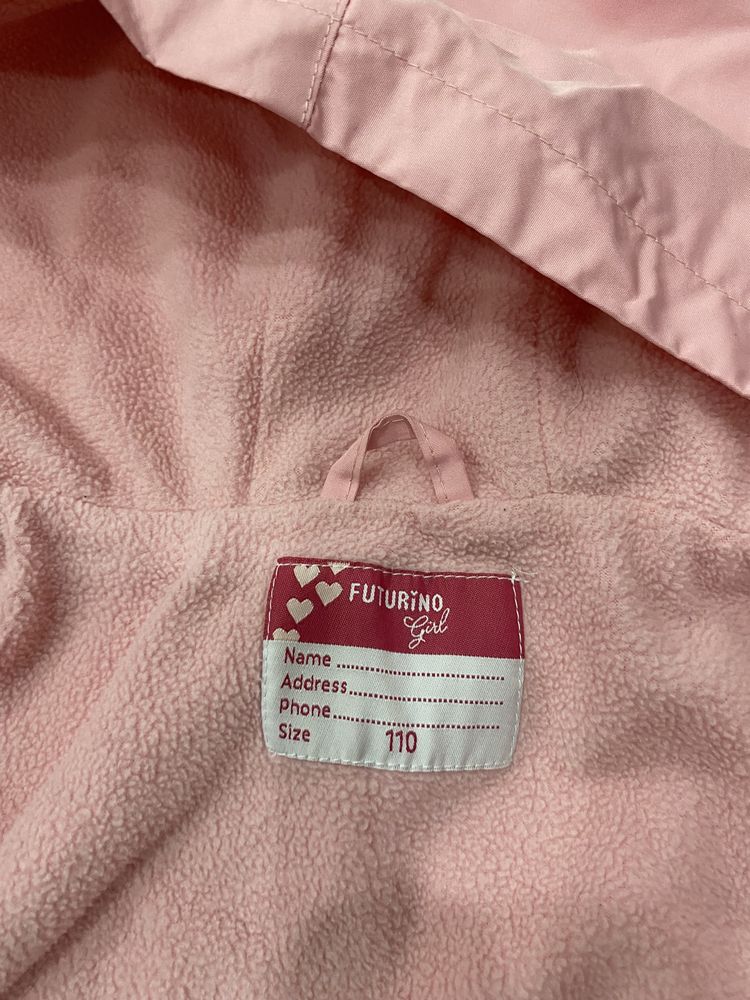 FUTURiNO
Girl
Name ........................................
Address....................................
Phone........................................
Size 110